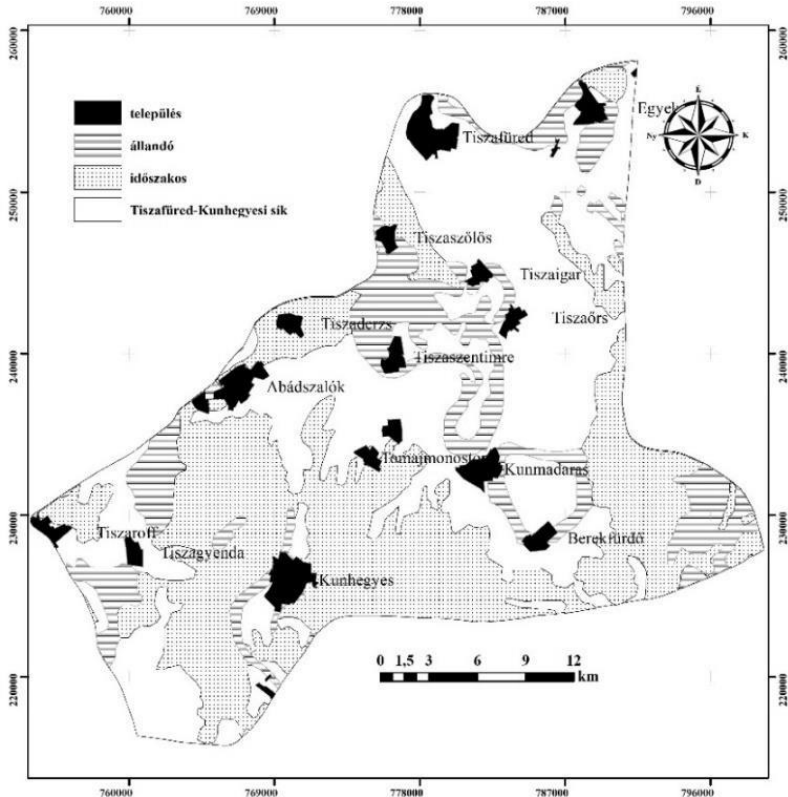 760000 769000 778000 787000 796000
260000 260000
település
állandó
időszakos
Tiszafüred-Kunhegyesi sík
Egyek
É
Ny K
D
Tiszafüred
250000 250000
Tiszaszőlős
Tiszaigar
Tiszaderzs
Tiszaörs
Tiszaszentimre
240000 240000
Abádszalók
Tomajmonostor
Kunmadaras
230000 230000
Tiszaroff
Berekfürdő
Tiszagyenda
Kunhegyes
0 1,5 3 6 9 12
km
220000 220000
760000 769000 778000 787000 796000